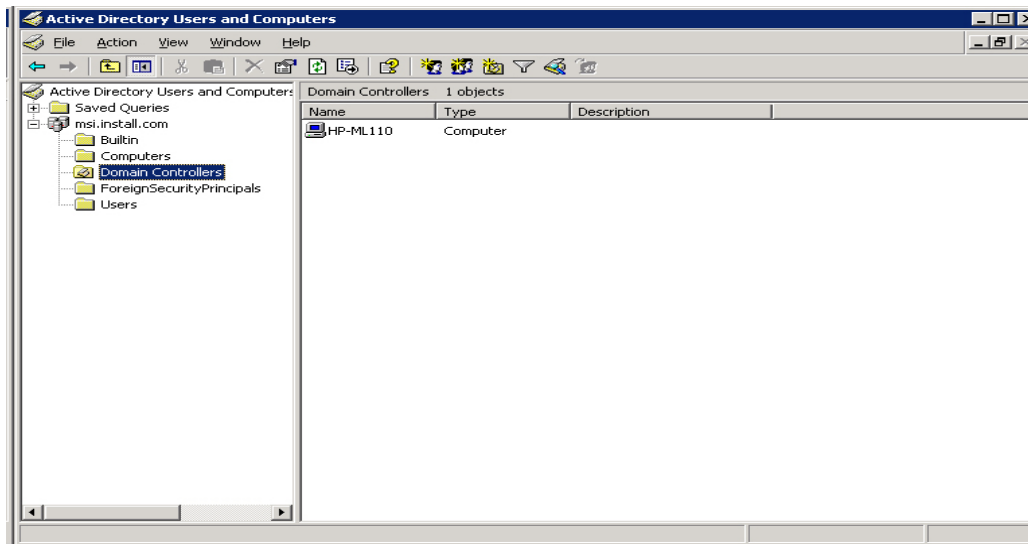 Active Directory Users and Computers
File Action View Window Help
Active Directory Users and Computers
Domain Controllers 1 objects
Saved Queries
msi.install.com
Builtin
Computers
Domain Controllers
ForeignSecurityPrincipals
Users
Name Type Description
HP-ML110 Computer